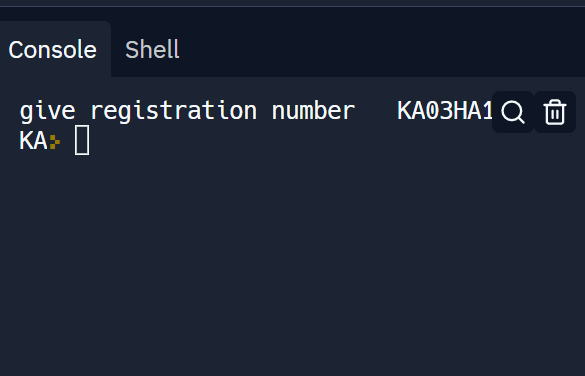 Console Shell
give registration number KA03HA1
KA>